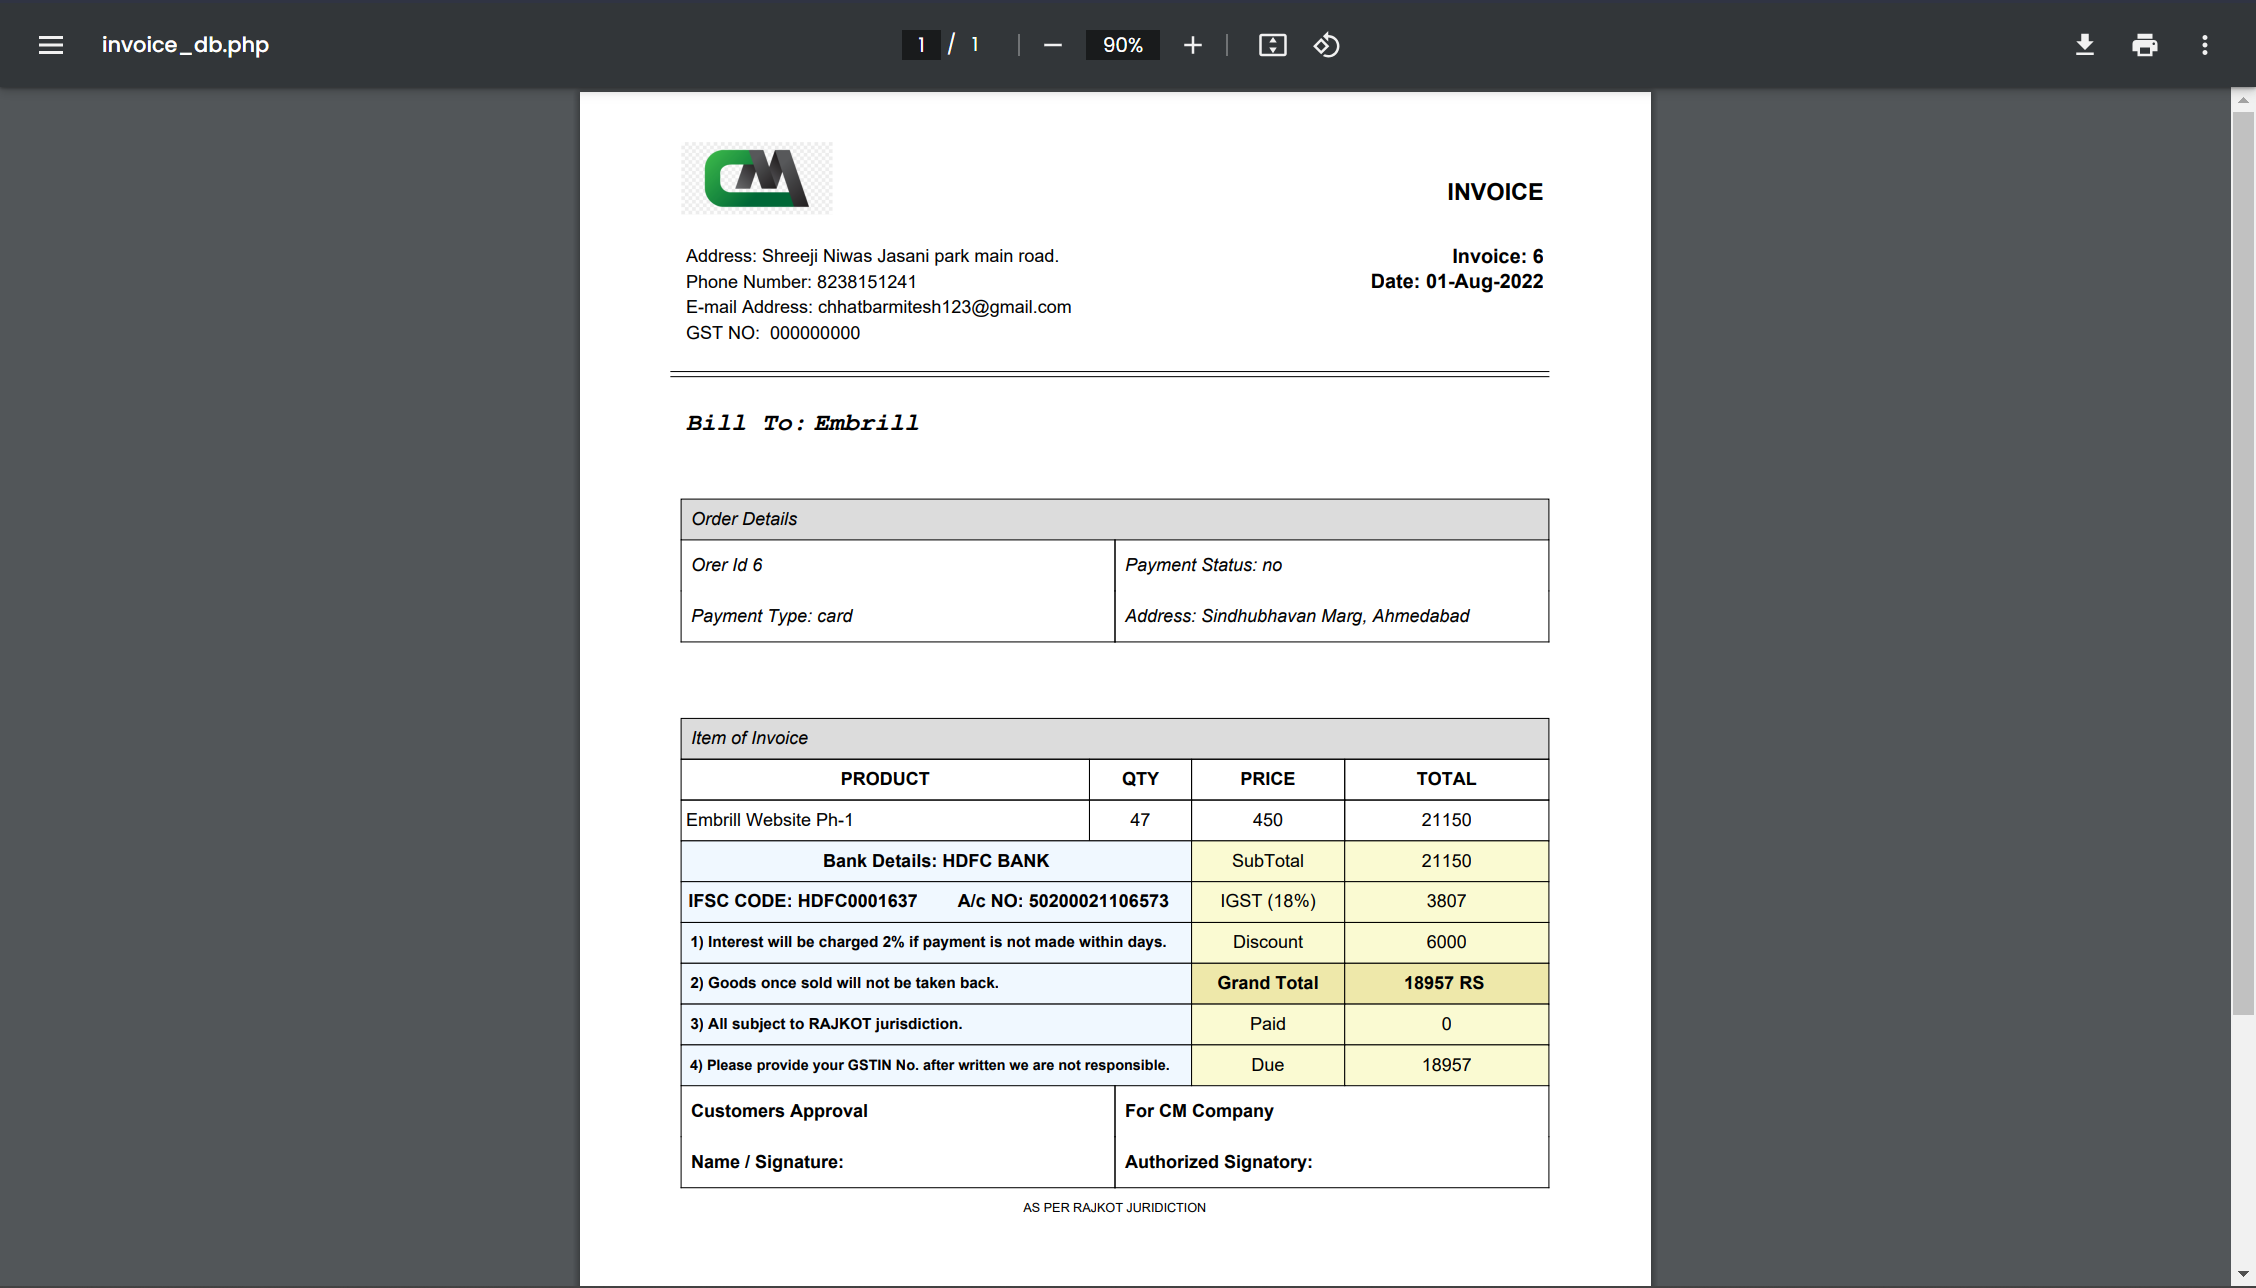 invoice_db.php
1 / 1
90%
CM
INVOICE
Address: Shreeji Niwas Jasani park main road.
Invoice: 6
Phone Number: 8238151241
Date: 01-Aug-2022
E-mail Address: chhatbarmitesh123@gmail.com
GST NO: 000000000
Bill To: Embrill
Order Details
Orer Id 6
Payment Status: no
Payment Type: card
Address: Sindhubhavan Marg, Ahmedabad
Item of Invoice
PRODUCT QTY PRICE TOTAL
Embrill Website Ph-1 47 450 21150
Bank Details: HDFC BANK SubTotal 21150
IFSC CODE: HDFC0001637 A/c NO: 50200021106573 IGST (18%) 3807
1) Interest will be charged 2% if payment is not made within days. Discount 6000
2) Goods once sold will not be taken back. Grand Total 18957 RS
3) All subject to RAJKOT jurisdiction. Paid 0
4) Please provide your GSTIN No. after written we are not responsible. Due 18957
Customers Approval
For CM Company
Name / Signature:
Authorized Signatory:
AS PER RAJKOT JURIDICTION